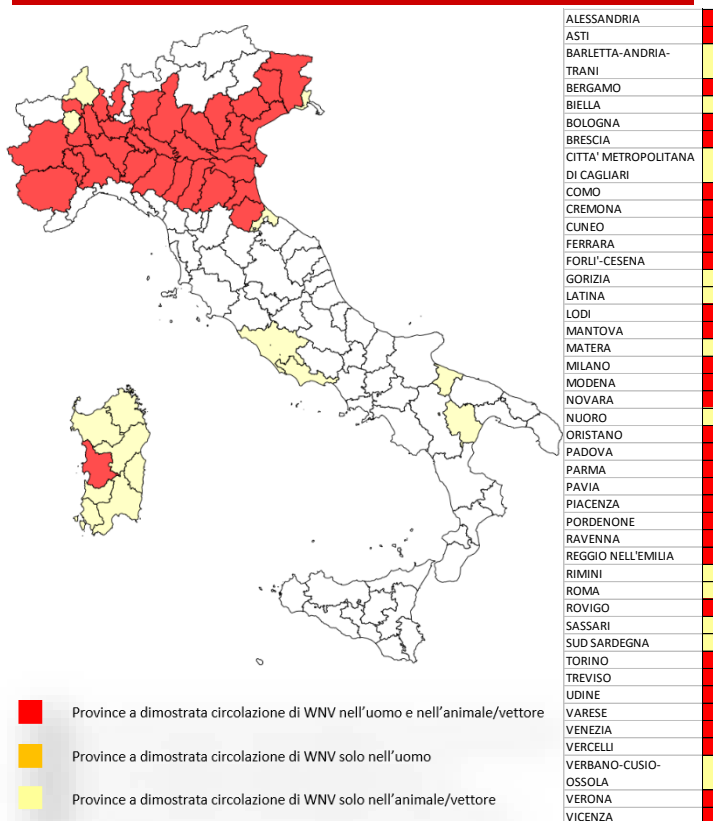 ALESSANDRIA
ASTI
BARLETTA-ANDRIA-
TRANI
BERGAMO
BIELLA
BOLOGNA
BRESCIA
CITTA' METROPOLITANA
DI CAGLIARI
COMO
CREMONA
CUNEO
FERRARA
FORLI'-CESENA
GORIZIA
LATINA
LODI
MANTOVA
MATERA
MILANO
MODENA
NOVARA
NUORO
ORISTANO
PADOVA
PARMA
PAVIA
PIACENZA
PORDENONE
RAVENNA
REGGIO NELL'EMILIA
RIMINI
ROMA
ROVIGO
SASSARI
SUD SARDEGNA
TORINO
TREVISO
UDINE
VARESE
VENEZIA
VERCELLI
VERBANO-CUSIO-
OSSOLA
VERONA
VICENZA
Province a dimostrata circolazione di WNV nell'uomo e nell'animale/vettore
Province a dimostrata circolazione di WNV solo nell'uomo
Province a dimostrata circolazione di WNV solo nell'animale/vettore